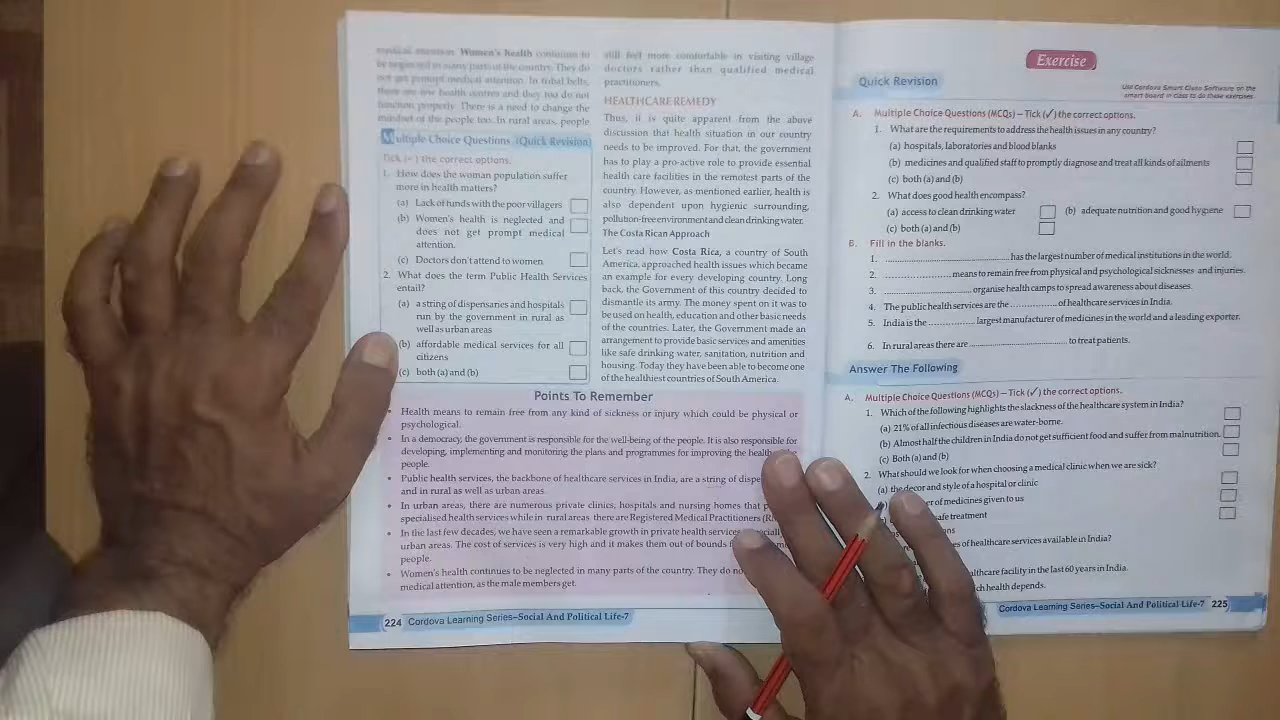 medical attention. Women's health continues to
be neglected in many parts of the country. They do
not get prompt medical attention. In tribal belts,
there are few health centres and they too do not
function properly. There is a need to change the
mindset of the people too. In rural areas, people
Multiple Choice Questions (Quick Revision)
Tick (✓) the correct options.
1. How does the woman population suffer
more in health matters?
(a) Lack of funds with the poor villagers
(b) Women's health is neglected and
does not get prompt medical
attention.
(c) Doctors don't attend to women
2. What does the term Public Health Services
entail?
(a) a string of dispensaries and hospitals
run by the government in rural as
well as urban areas
(b) affordable medical services for all
citizens
(c) both (a) and (b)
still feel more comfortable in visiting village
doctors rather than qualified medical
practitioners.
HEALTHCARE REMEDY
Thus, it is quite apparent from the above
discussion that health situation in our country
needs to be improved. For that, the government
has to play a pro-active role to provide essential
health care facilities in the remotest parts of the
country. However, as mentioned earlier, health is
also dependent upon hygienic surrounding,
pollution-free environment and clean drinking water.
The Costa Rican Approach
Let's read how Costa Rica, a country of South
America, approached health issues which became
an example for every developing country. Long
back, the Government of this country decided to
dismantle its army. The money spent on it was to
be used on health, education and other basic needs
of the countries. Later, the Government made an
arrangement to provide basic services and amenities
like safe drinking water, sanitation, nutrition and
housing. Today they have been able to become one
of the healthiest countries of South America.
Points To Remember
• Health means to remain free from any kind of sickness or injury which could be physical or
psychological.
• In a democracy, the government is responsible for the well-being of the people. It is also responsible for
developing, implementing and monitoring the plans and programmes for improving the health
people.
• Public health services, the backbone of healthcare services in India, are a string of
and in rural as well as urban areas.
• In urban areas, there are numerous private clinics, hospitals and nursing homes that
specialised health services while in rural areas there are Registered Medical Practitioners
• In the last few decades, we have seen a remarkable growth in private health services
urban areas. The cost of services is very high and it makes them out of bounds
people.
• Women's health continues to be neglected in many parts of the country. They do
medical attention, as the male members get.
224 Cordova Learning Series–Social And Political Life-7
Exercise
Quick Revision
Use Cordova Smart Class Software on the
smart board in class to do these exercises.
A. Multiple Choice Questions (MCQs) – Tick (✓) the correct options.
1. What are the requirements to address the health issues in any country?
(a) hospitals, laboratories and blood blanks
(b) medicines and qualified staff to promptly diagnose and treat all kinds of ailments
(c) both (a) and (b)
2. What does good health encompass?
(a) access to clean drinking water (b) adequate nutrition and good hygiene
(c) both (a) and (b)
B. Fill in the blanks.
1. .................... has the largest number of medical institutions in the world.
2. .................... means to remain free from physical and psychological sicknesses and injuries.
3. .................... organise health camps to spread awareness about diseases.
4. The public health services are the ................ of healthcare services in India.
5. India is the ................ largest manufacturer of medicines in the world and a leading exporter.
6. In rural areas there are .................... to treat patients.
Answer The Following
A. Multiple Choice Questions (MCQs) – Tick (✓) the correct options.
1. Which of the following highlights the slackness of the healthcare system in India?
(a) 21% of all infectious diseases are water-borne.
(b) Almost half the children in India do not get sufficient food and suffer from malnutrition.
(c) Both (a) and (b)
2. What should we look for when choosing a medical clinic when we are sick?
(a) the decor and style of a hospital or clinic
of medicines given to us
safe treatment
of healthcare services available in India?
healthcare facility in the last 60 years in India.
health depends.
Cordova Learning Series–Social And Political Life-7 225